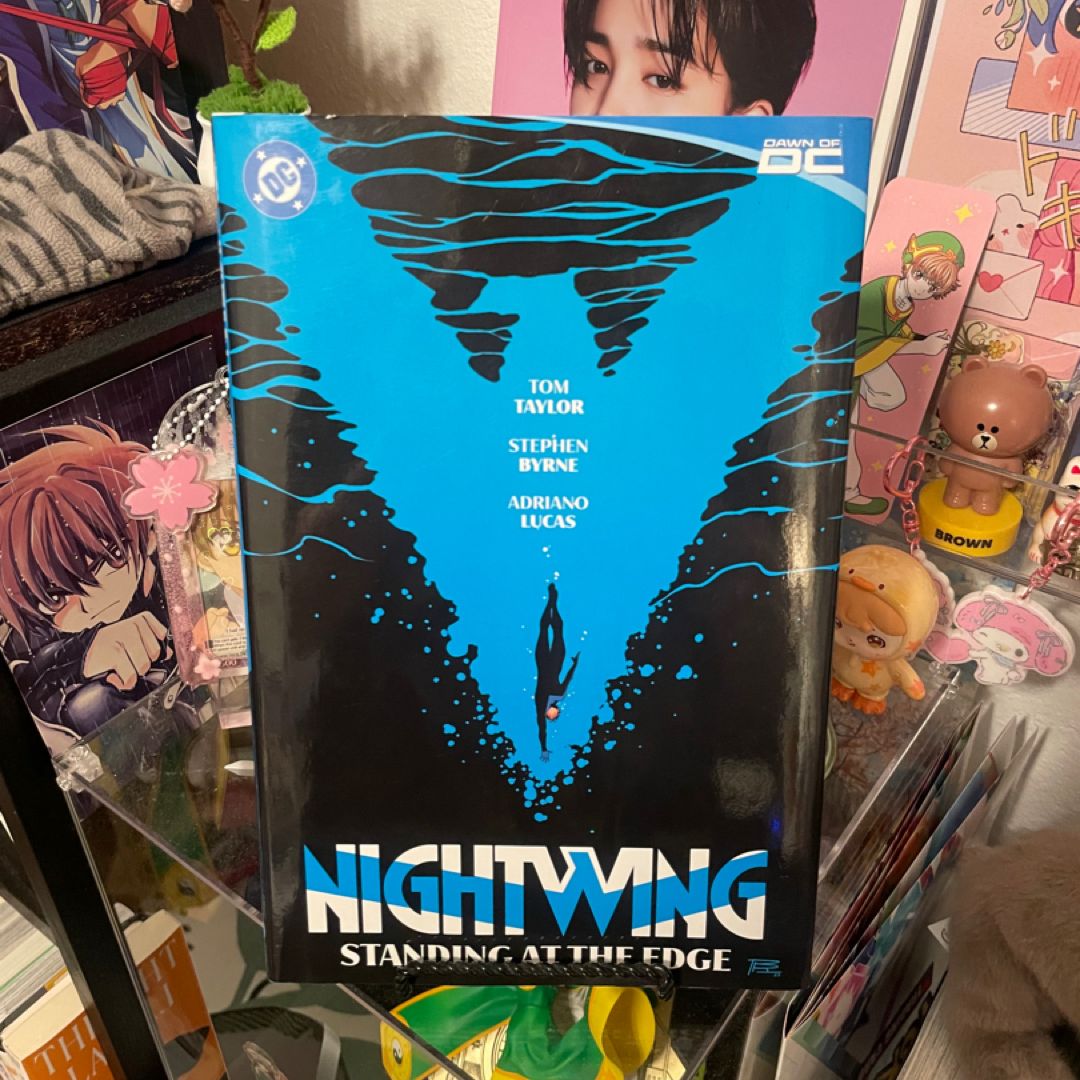 DC
DAWN OF
DC
TOM
TAYLOR
STEPHEN
BYRNE
ADRIANO
LUCAS
NIGHTWING
STANDING AT THE EDGE
BROWN